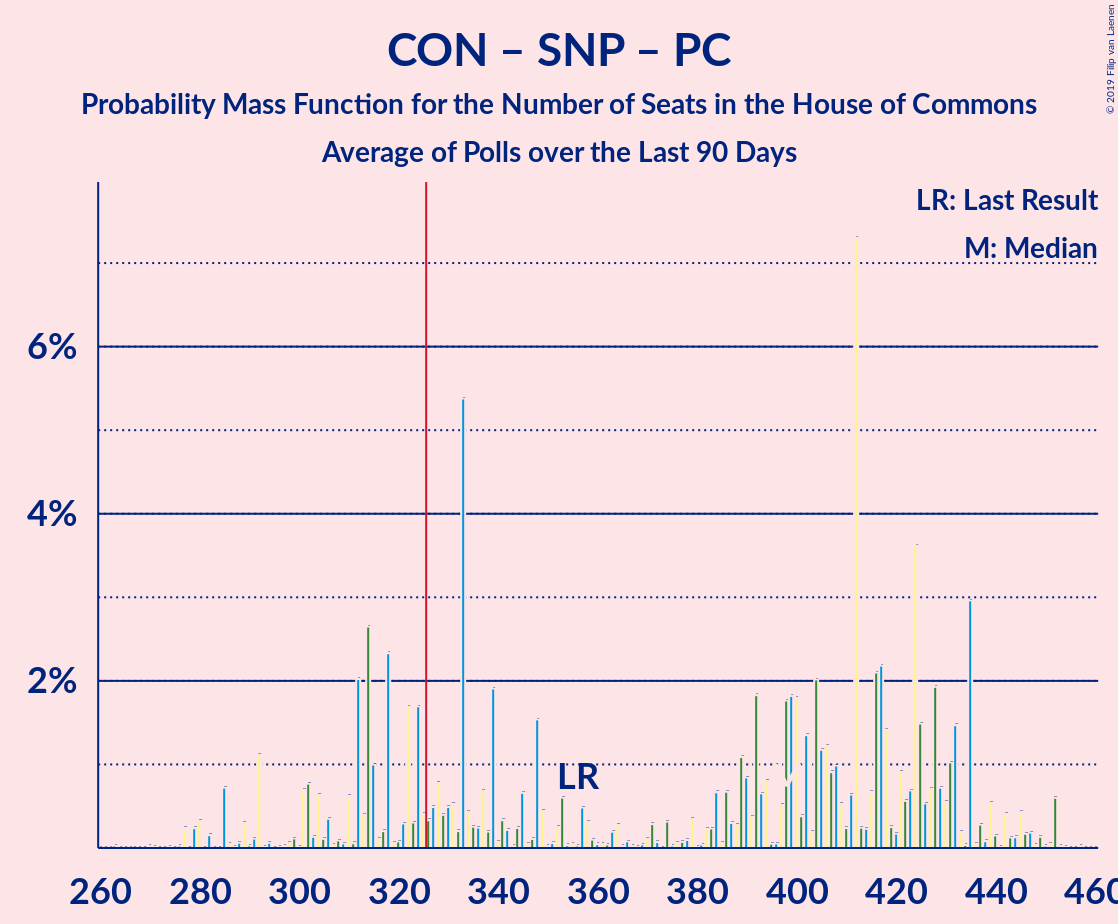 CON – SNP – PC
Probability Mass Function for the Number of Seats in the House of Commons
Average of Polls over the Last 90 Days
© 2019 Filip van Laenen
LR: Last Result
M: Median
6%
4%
2%
LR
260 280 300 320 340 360 380 400 420 440 460